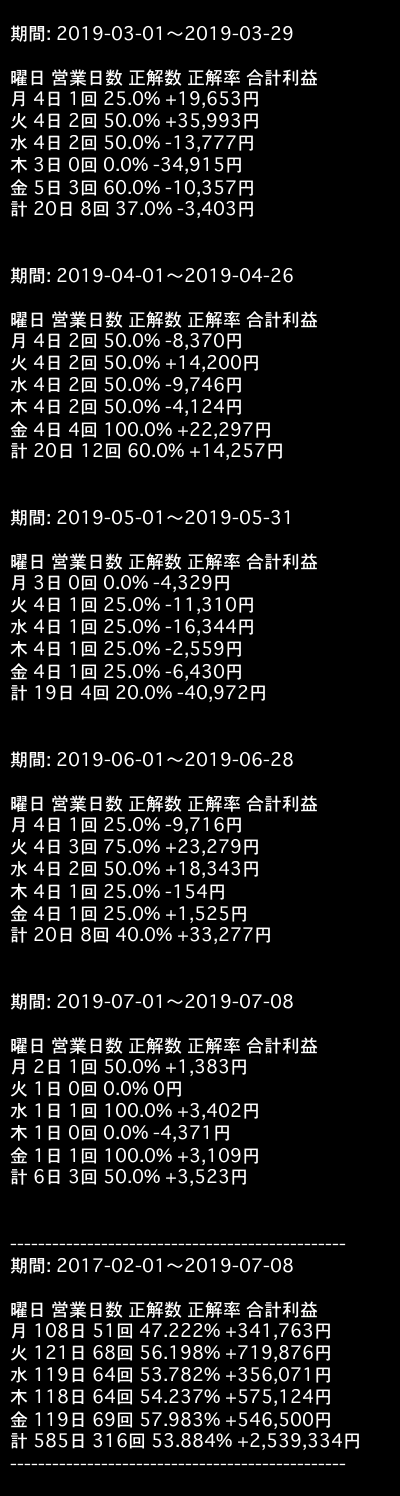 期間: 2019-03-01〜2019-03-29
曜日 営業日数 正解数 正解率 合計利益
月 4日 1回 25.0% +19,653円
火 4日 2回 50.0% +35,993円
水 4日 2回 50.0% -13,777円
木 3日 0回 0.0% -34,915円
金 5日 3回 60.0% -10,357円
計 20日 8回 37.0% -3,403円
期間: 2019-04-01〜2019-04-26
曜日 営業日数 正解数 正解率 合計利益
月 4日 2回 50.0% -8,370円
火 4日 2回 50.0% +14,200円
水 4日 2回 50.0% -9,746円
木 4日 2回 50.0% -4,124円
金 4日 4回 100.0% +22,297円
計 20日 12回 60.0% +14,257円
期間: 2019-05-01〜2019-05-31
曜日 営業日数 正解数 正解率 合計利益
月 3日 0回 0.0% -4,329円
火 4日 1回 25.0% -11,310円
水 4日 1回 25.0% -16,344円
木 4日 1回 25.0% -2,559円
金 4日 1回 25.0% -6,430円
計 19日 4回 20.0% -40,972円
期間: 2019-06-01〜2019-06-28
曜日 営業日数 正解数 正解率 合計利益
月 4日 1回 25.0% -9,716円
火 4日 3回 75.0% +23,279円
水 4日 2回 50.0% +18,343円
木 4日 1回 25.0% -154円
金 4日 1回 25.0% +1,525円
計 20日 8回 40.0% +33,277円
期間: 2019-07-01〜2019-07-08
曜日 営業日数 正解数 正解率 合計利益
月 2日 1回 50.0% +1,383円
火 1日 0回 0.0% 0円
水 1日 1回 100.0% +3,402円
木 1日 0回 0.0% -4,371円
金 1日 1回 100.0% +3,109円
計 6日 3回 50.0% +3,523円
------------------------------------------------
期間: 2017-02-01〜2019-07-08
曜日 営業日数 正解数 正解率 合計利益
月 108日 51回 47.222% +341,763円
火 121日 68回 56.198% +719,876円
水 119日 64回 53.782% +356,071円
木 118日 64回 54.237% +575,124円
金 119日 69回 57.983% +546,500円
計 585日 316回 53.884% +2,539,334円
------------------------------------------------